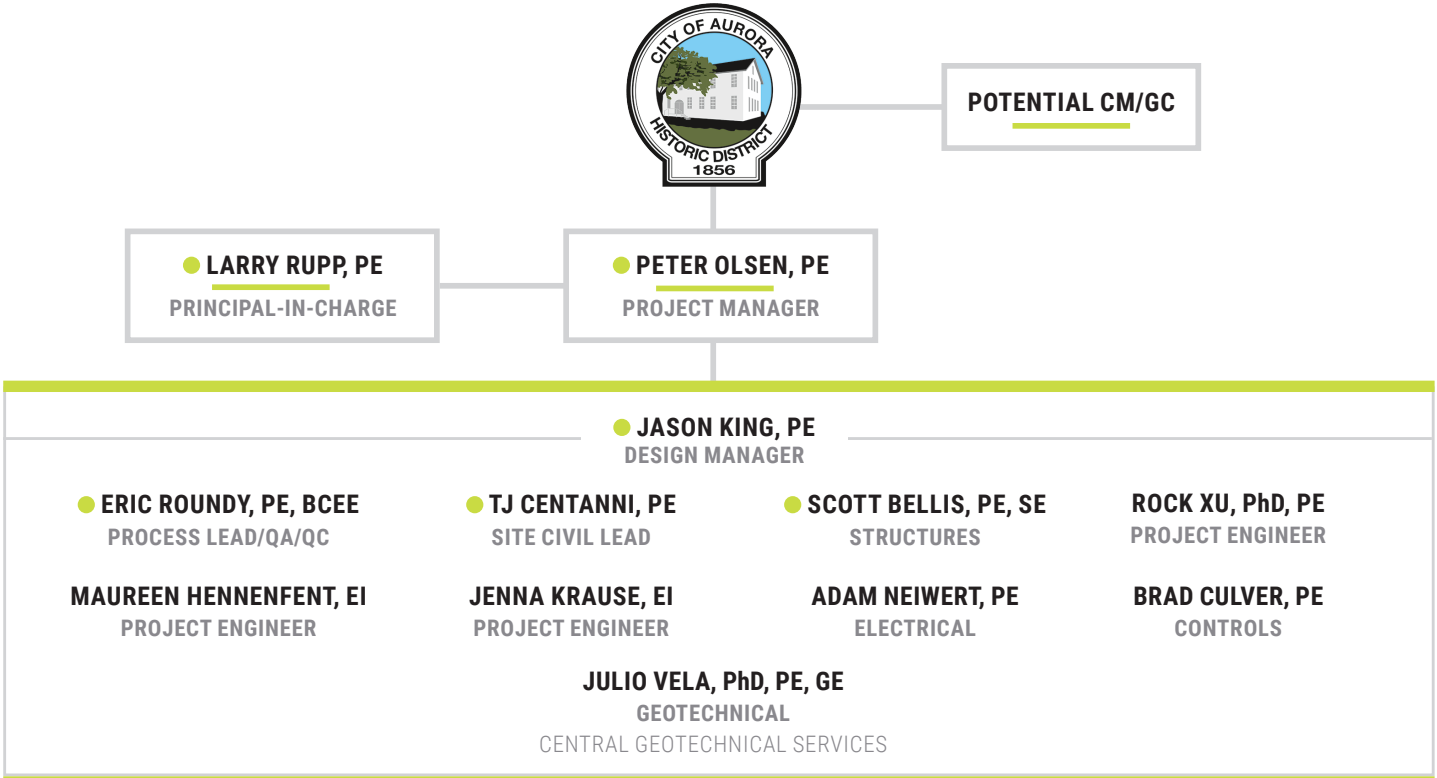 CITY OF AURORA
HISTORIC DISTRICT
1856
POTENTIAL CM/GC
LARRY RUPP, PE
PRINCIPAL-IN-CHARGE
PETER OLSEN, PE
PROJECT MANAGER
JASON KING, PE
DESIGN MANAGER
ERIC ROUNDY, PE, BCEE
PROCESS LEAD/QA/QC
TJ CENTANNI, PE
SITE CIVIL LEAD
SCOTT BELLIS, PE, SE
STRUCTURES
ROCK XU, PhD, PE
PROJECT ENGINEER
MAUREEN HENNENFENT, EI
PROJECT ENGINEER
JENNA KRAUSE, EI
PROJECT ENGINEER
ADAM NEIWERT, PE
ELECTRICAL
BRAD CULVER, PE
CONTROLS
JULIO VELA, PhD, PE, GE
GEOTECHNICAL
CENTRAL GEOTECHNICAL SERVICES